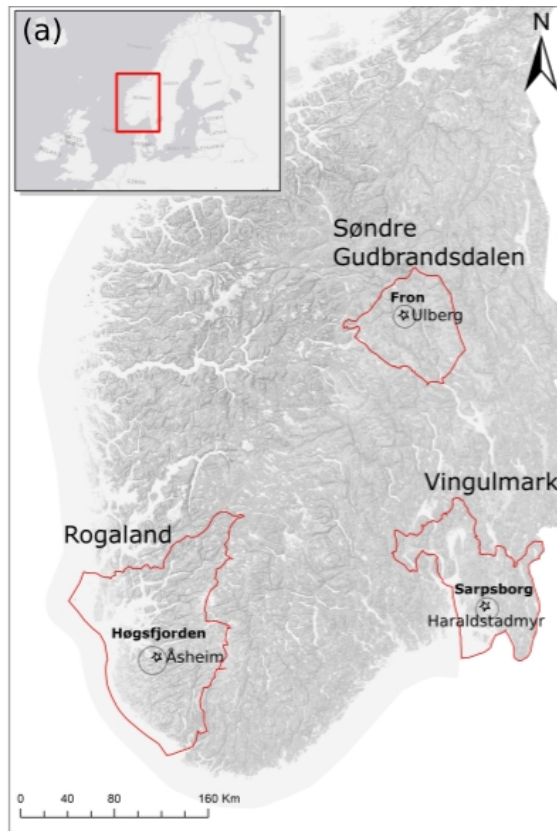 (a)
N
Søndre
Gudbrandsdalen
Fron
Ulberg
Vingulmark
Rogaland
Sarpsborg
Haraldstadmyr
Høgsfjorden
Åsheim
0 40 80 160 Km